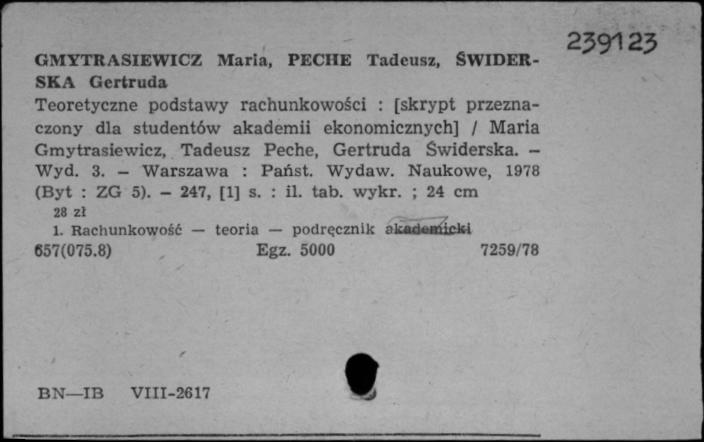 239123
GMYTRASIEWICZ Maria, PECHE Tadeusz, ŚWIDER-
SKA Gertruda
Teoretyczne podstawy rachunkowości : [skrypt przezna-
czony dla studentów akademii ekonomicznych] / Maria
Gmytrasiewicz, Tadeusz Peche, Gertruda Świderska. —
Wyd. 3. — Warszawa : Państ. Wydaw. Naukowe, 1978
(Byt : ZG 5). — 247, [1] s. : il. tab. wykr. ; 24 cm
28 zł
1. Rachunkowość — teoria — podręcznik akademicki
657(075.8) Egz. 5000 7259/78
BN—IB VIII-2617